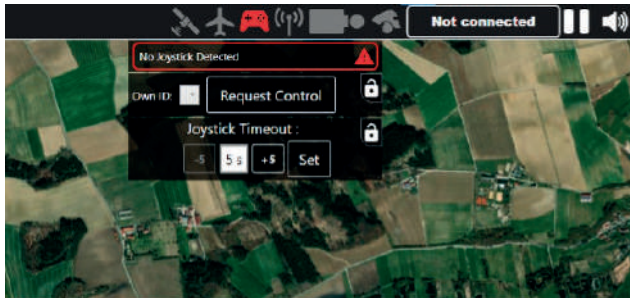 Not connected
No Joystick Detected
Own ID:
Request Control
Joystick Timeout :
-5 5 s +5 Set